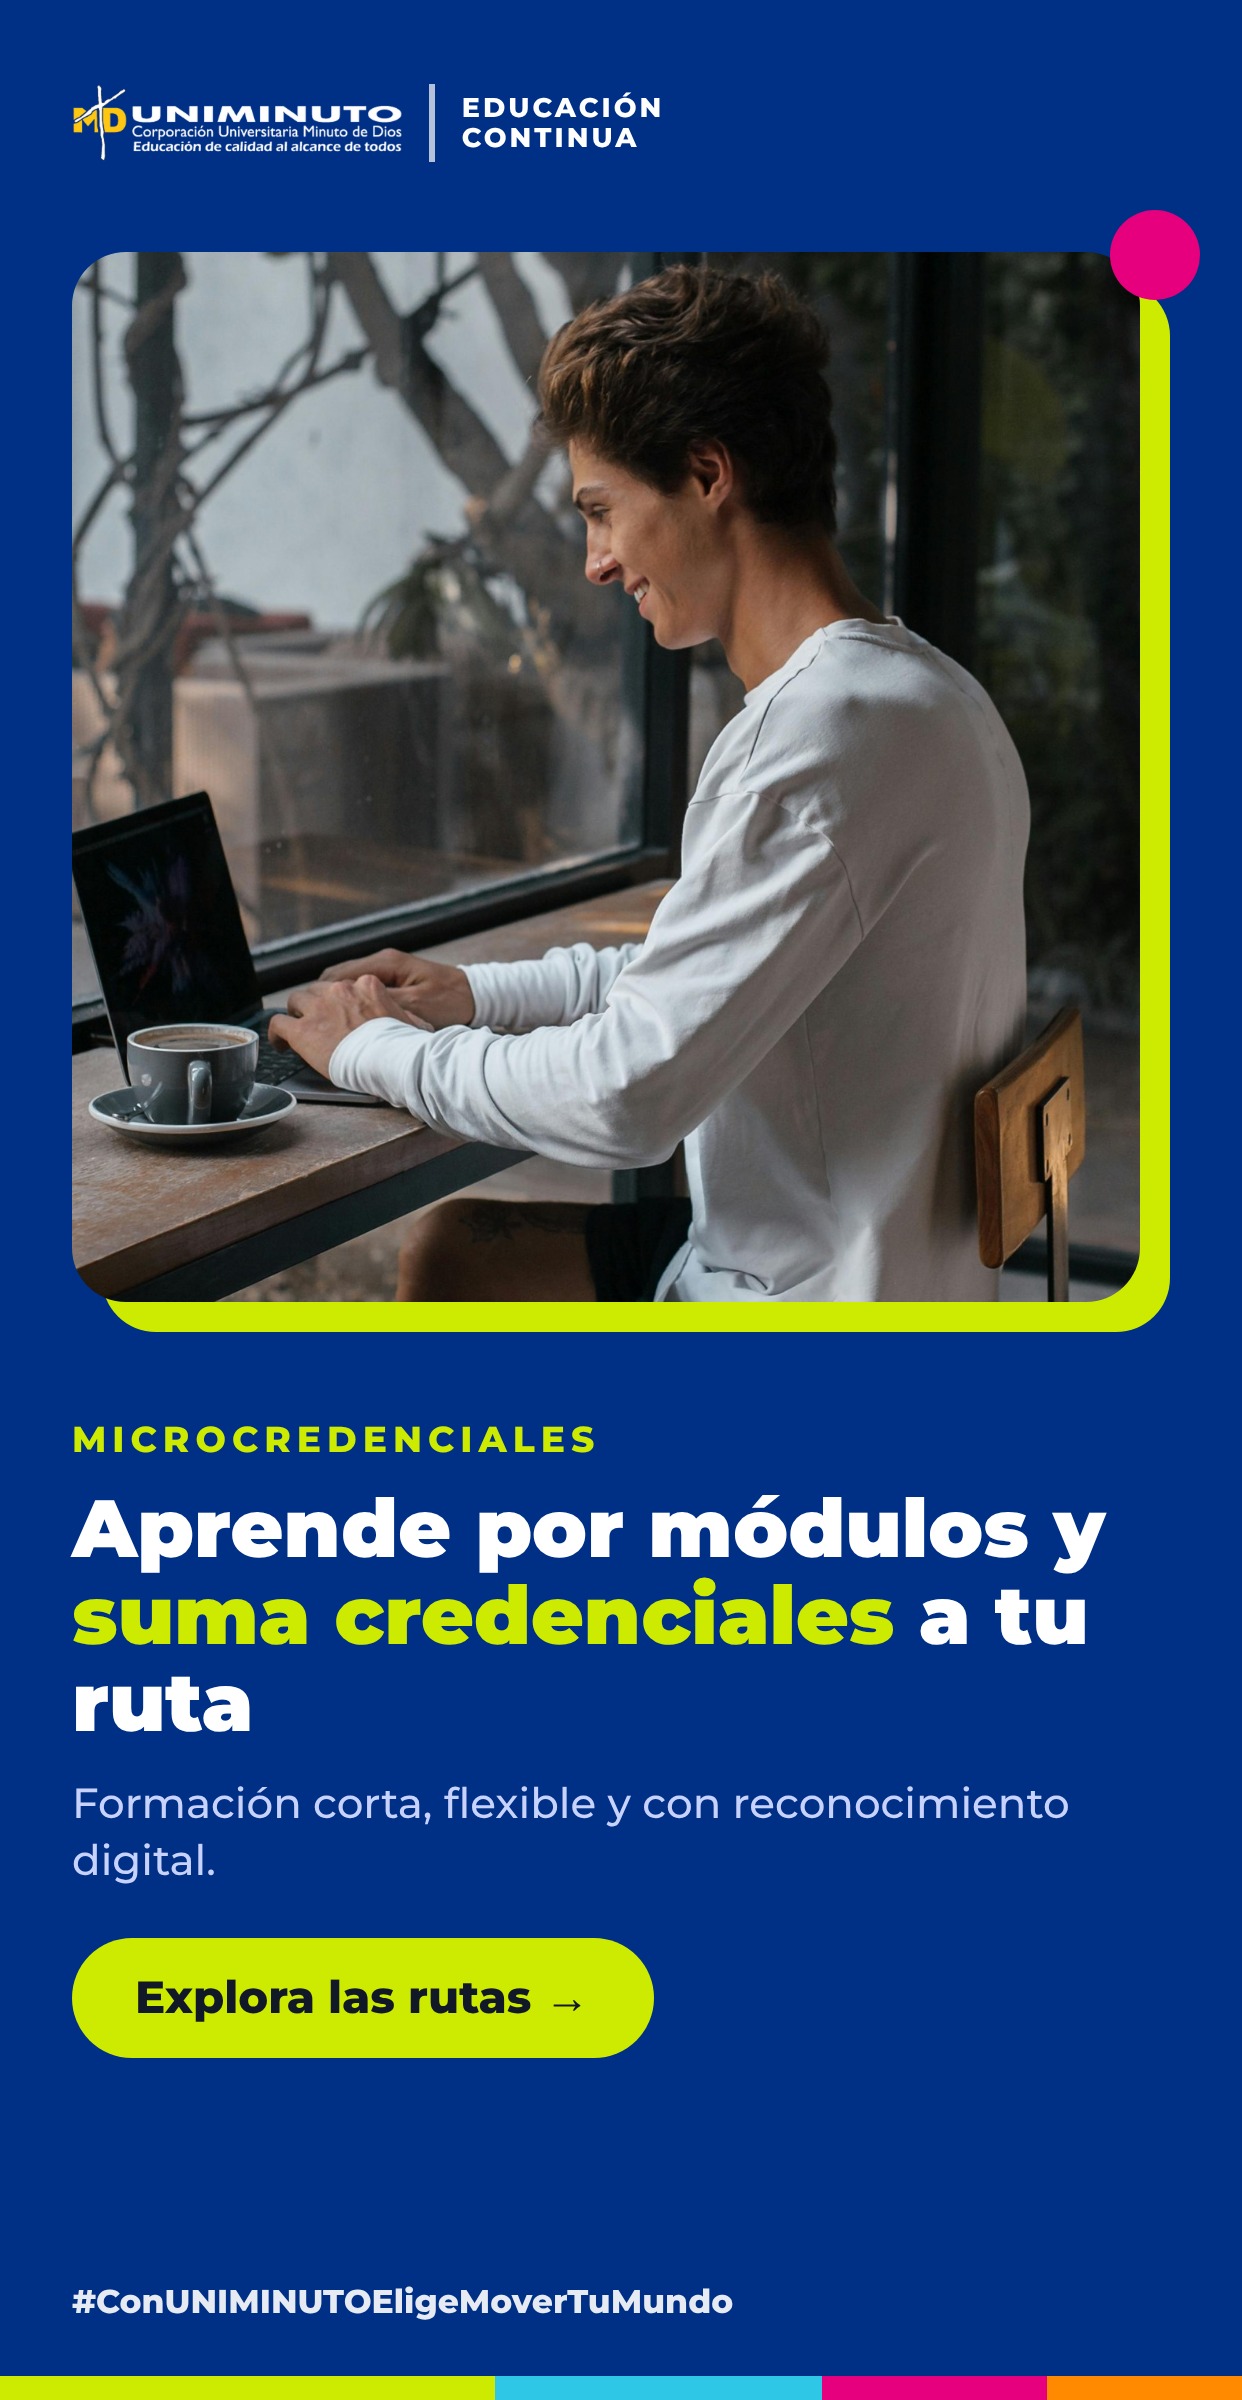 MD UNIMINUTO
Corporación Universitaria Minuto de Dios
Educación de calidad al alcance de todos
EDUCACIÓN
CONTINUA
MICROCREDENCIALES
Aprende por módulos y
suma credenciales a tu
ruta
Formación corta, flexible y con reconocimiento
digital.
Explora las rutas →
#ConUNIMINUTOEligeMoverTuMundo